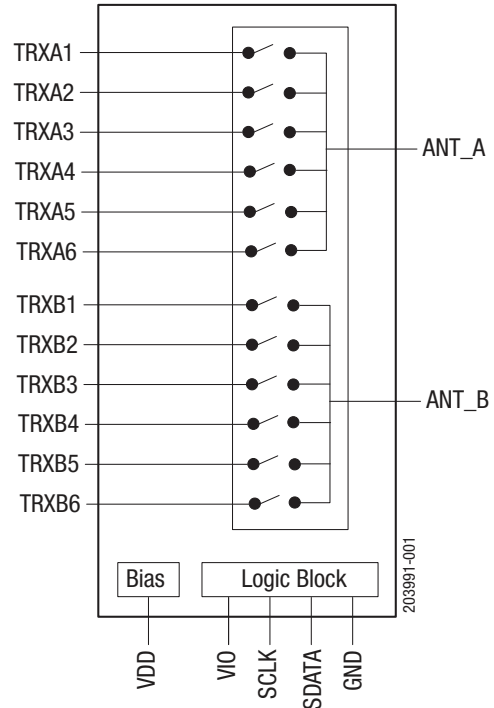 TRXA1
TRXA2
TRXA3
TRXA4
TRXA5
TRXA6
ANT_A
TRXB1
TRXB2
TRXB3
TRXB4
TRXB5
TRXB6
ANT_B
203991-001
Bias
Logic Block
VDD
VIO
SCLK
SDATA
GND